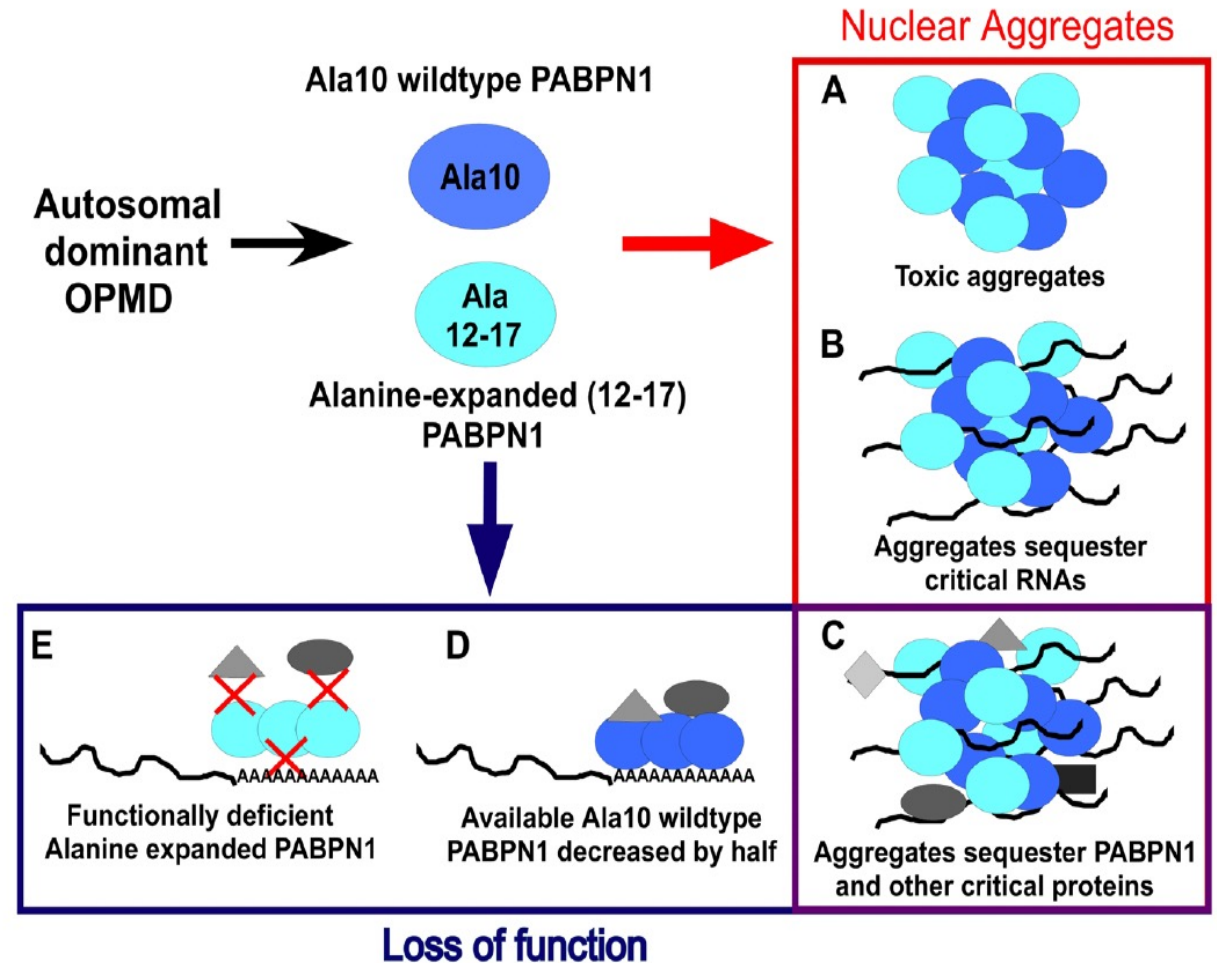 Nuclear Aggregates
Ala10 wildtype PABPN1
Ala10
Autosomal
dominant
OPMD
Ala
12-17
Alanine-expanded (12-17)
PABPN1
A
Toxic aggregates
B
Aggregates sequester
critical RNAs
E
AAAAAAAAAAAA
Functionally deficient
Alanine expanded PABPN1
D
AAAAAAAAAAAA
Available Ala10 wildtype
PABPN1 decreased by half
C
Aggregates sequester PABPN1
and other critical proteins
Loss of function